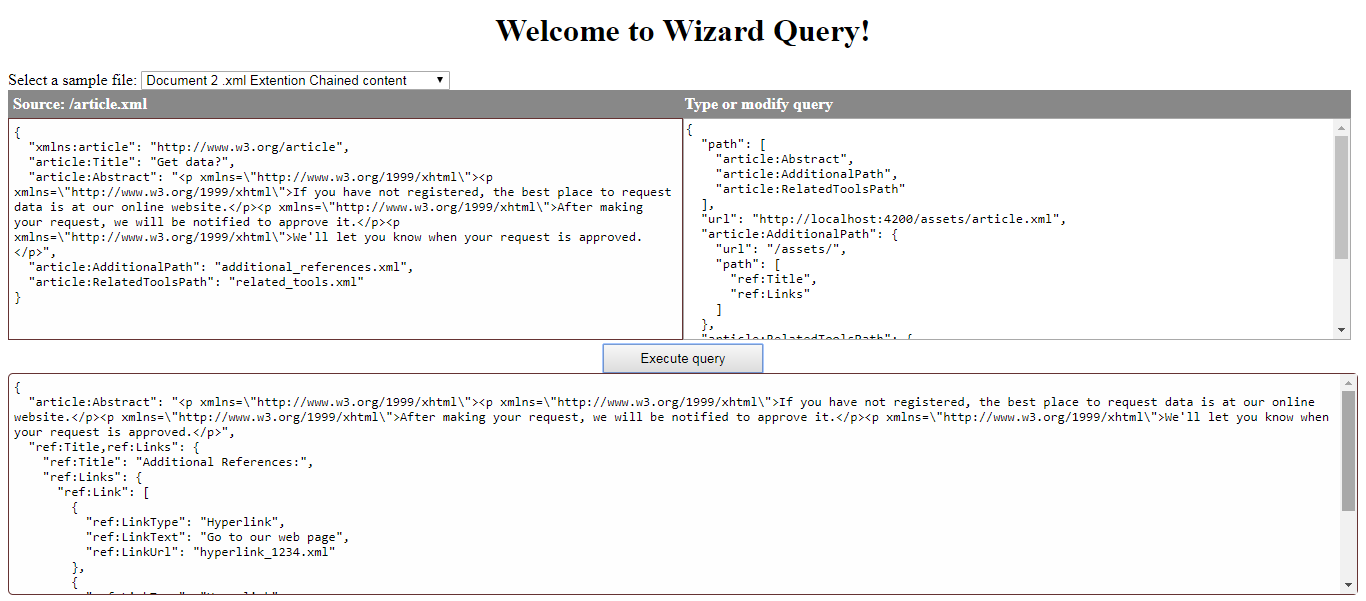 Welcome to Wizard Query!
Select a sample file: Document 2 .xml Extention Chained content
Source: /article.xml
Type or modify query
{
  "xmlns:article": "http://www.w3.org/article",
  "article:Title": "Get data?",
  "article:Abstract": "<p xmlns=\"http://www.w3.org/1999/xhtml\"><p
xmlns=\"http://www.w3.org/1999/xhtml\">If you have not registered, the best place to request
data is at our online website.</p><p xmlns=\"http://www.w3.org/1999/xhtml\">After making
your request, we will be notified to approve it.</p><p
xmlns=\"http://www.w3.org/1999/xhtml\">We'll let you know when your request is approved.
</p>",
  "article:AdditionalPath": "additional_references.xml",
  "article:RelatedToolsPath": "related_tools.xml"
}
{
  "path": [
    "article:Abstract",
    "article:AdditionalPath",
    "article:RelatedToolsPath"
  ],
  "url": "http://localhost:4200/assets/article.xml",
  "article:AdditionalPath": {
    "url": "/assets/",
    "path": [
      "ref:Title",
      "ref:Links"
    ]
  },
  "article:RelatedToolsPath": {
Execute query
{
  "article:Abstract": "<p xmlns=\"http://www.w3.org/1999/xhtml\"><p xmlns=\"http://www.w3.org/1999/xhtml\">If you have not registered, the best place to request data is at our online
website.</p><p xmlns=\"http://www.w3.org/1999/xhtml\">After making your request, we will be notified to approve it.</p><p xmlns=\"http://www.w3.org/1999/xhtml\">We'll let you know when
your request is approved.</p>",
  "ref:Title,ref:Links": {
    "ref:Title": "Additional References:",
    "ref:Links": {
      "ref:Link": [
        {
          "ref:LinkType": "Hyperlink",
          "ref:LinkText": "Go to our web page",
          "ref:LinkUrl": "hyperlink_1234.xml"
        },
        {